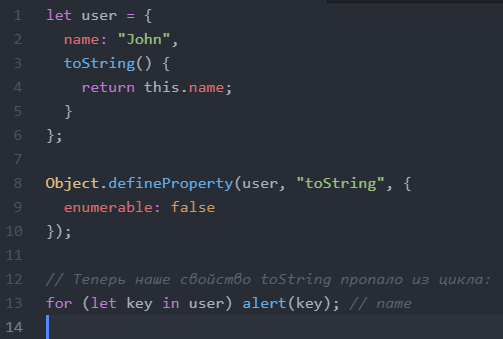 1 let user = {
2   name: "John",
3   toString() {
4     return this.name;
5   }
6 };
7
8 Object.defineProperty(user, "toString", {
9   enumerable: false
10 });
11
12 // Теперь наше свойство toString пропало из цикла:
13 for (let key in user) alert(key); // name
14